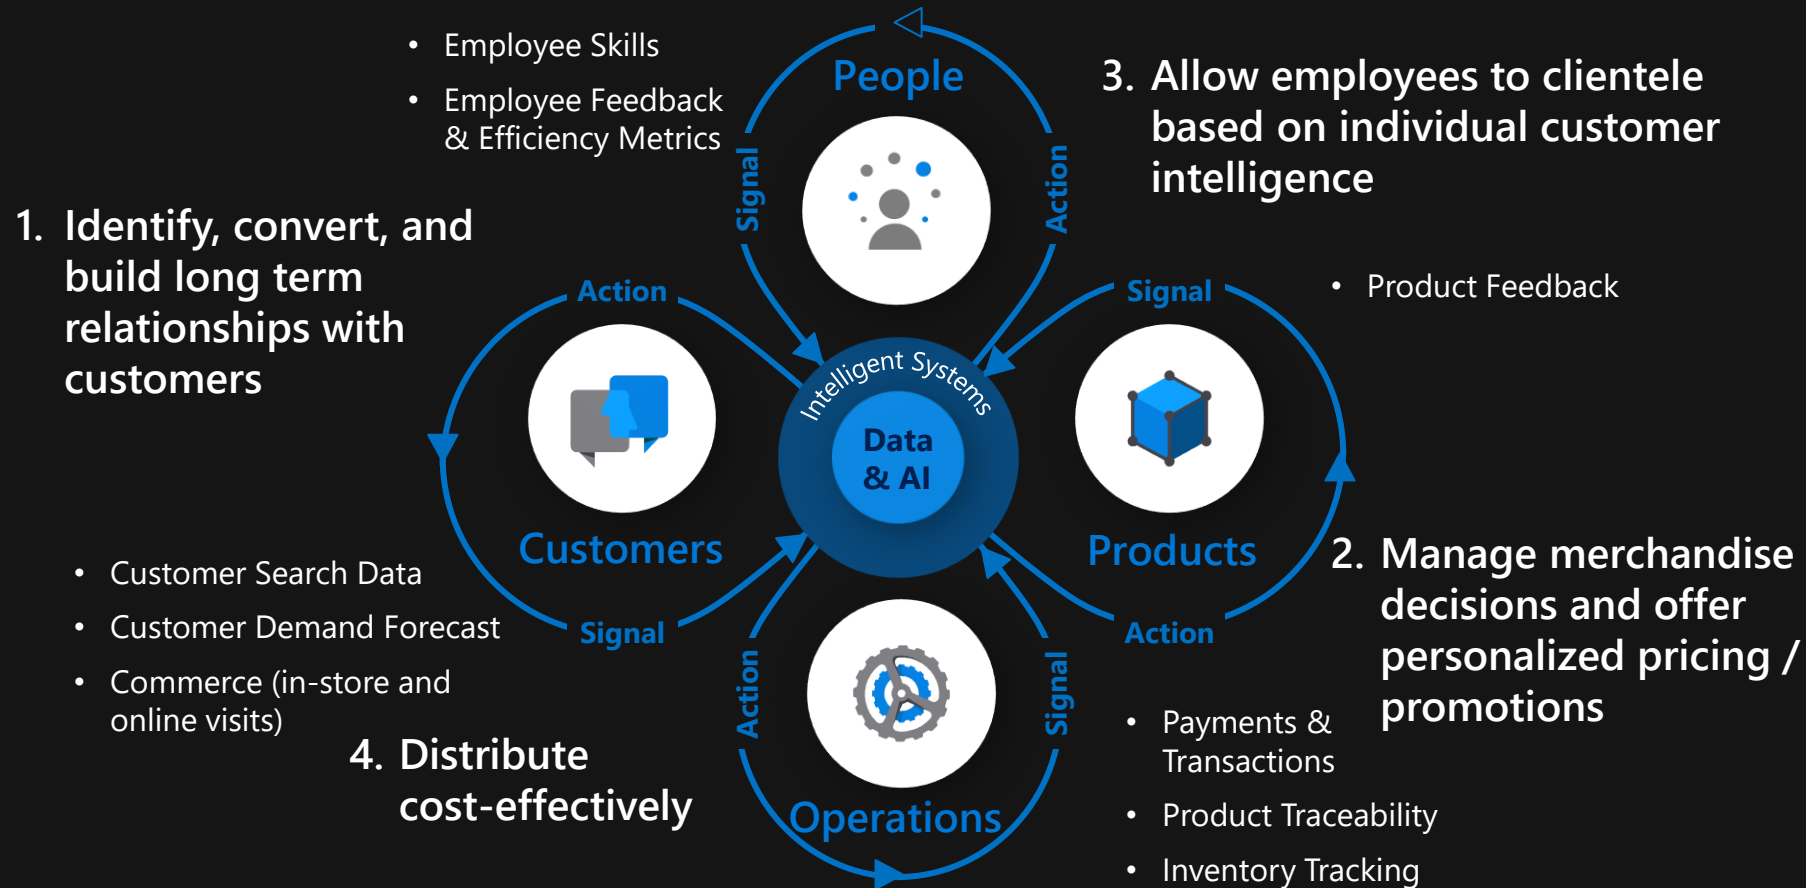 • Employee Skills
• Employee Feedback
& Efficiency Metrics
People
3. Allow employees to clientele
based on individual customer
intelligence
Signal
Action
1. Identify, convert, and
build long term
relationships with
customers
Action
Signal
• Product Feedback
Intelligent Systems
Data
& AI
Customers
Products
• Customer Search Data
• Customer Demand Forecast
• Commerce (in-store and
online visits)
Signal
Action
2. Manage merchandise
decisions and offer
personalized pricing /
promotions
Action
Signal
4. Distribute
cost-effectively
Operations
• Payments &
Transactions
• Product Traceability
• Inventory Tracking